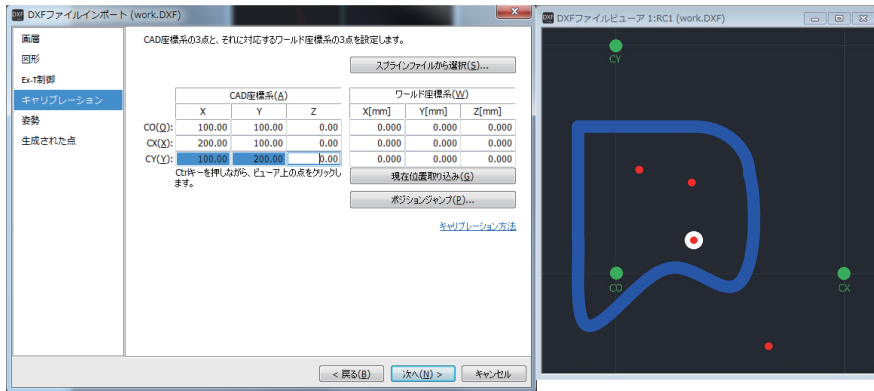 DXF DXFファイルインポート (work.DXF)
画層
図形
Ex-T制御
キャリブレーション
姿勢
生成された点
CAD座標系の3点と、それに対応するワールド座標系の3点を設定します。
スプラインファイルから選択(S)...
CAD座標系(A) ワールド座標系(W)
X Y Z X[mm] Y[mm] Z[mm]
CO(O): 100.00 100.00 0.00 0.000 0.000 0.000
CX(X): 200.00 100.00 0.00 0.000 0.000 0.000
CY(Y): 100.00 200.00 0.00 0.000 0.000 0.000
Ctrlキーを押しながら、ビューア上の点をクリックし
ます。
現在位置取り込み(G)
ポジションジャンプ(P)...
キャリブレーション方法
< 戻る(B) 次へ(N) > キャンセル
DXF DXFファイルビューア 1:RC1 (work.DXF)
CY
CO CX